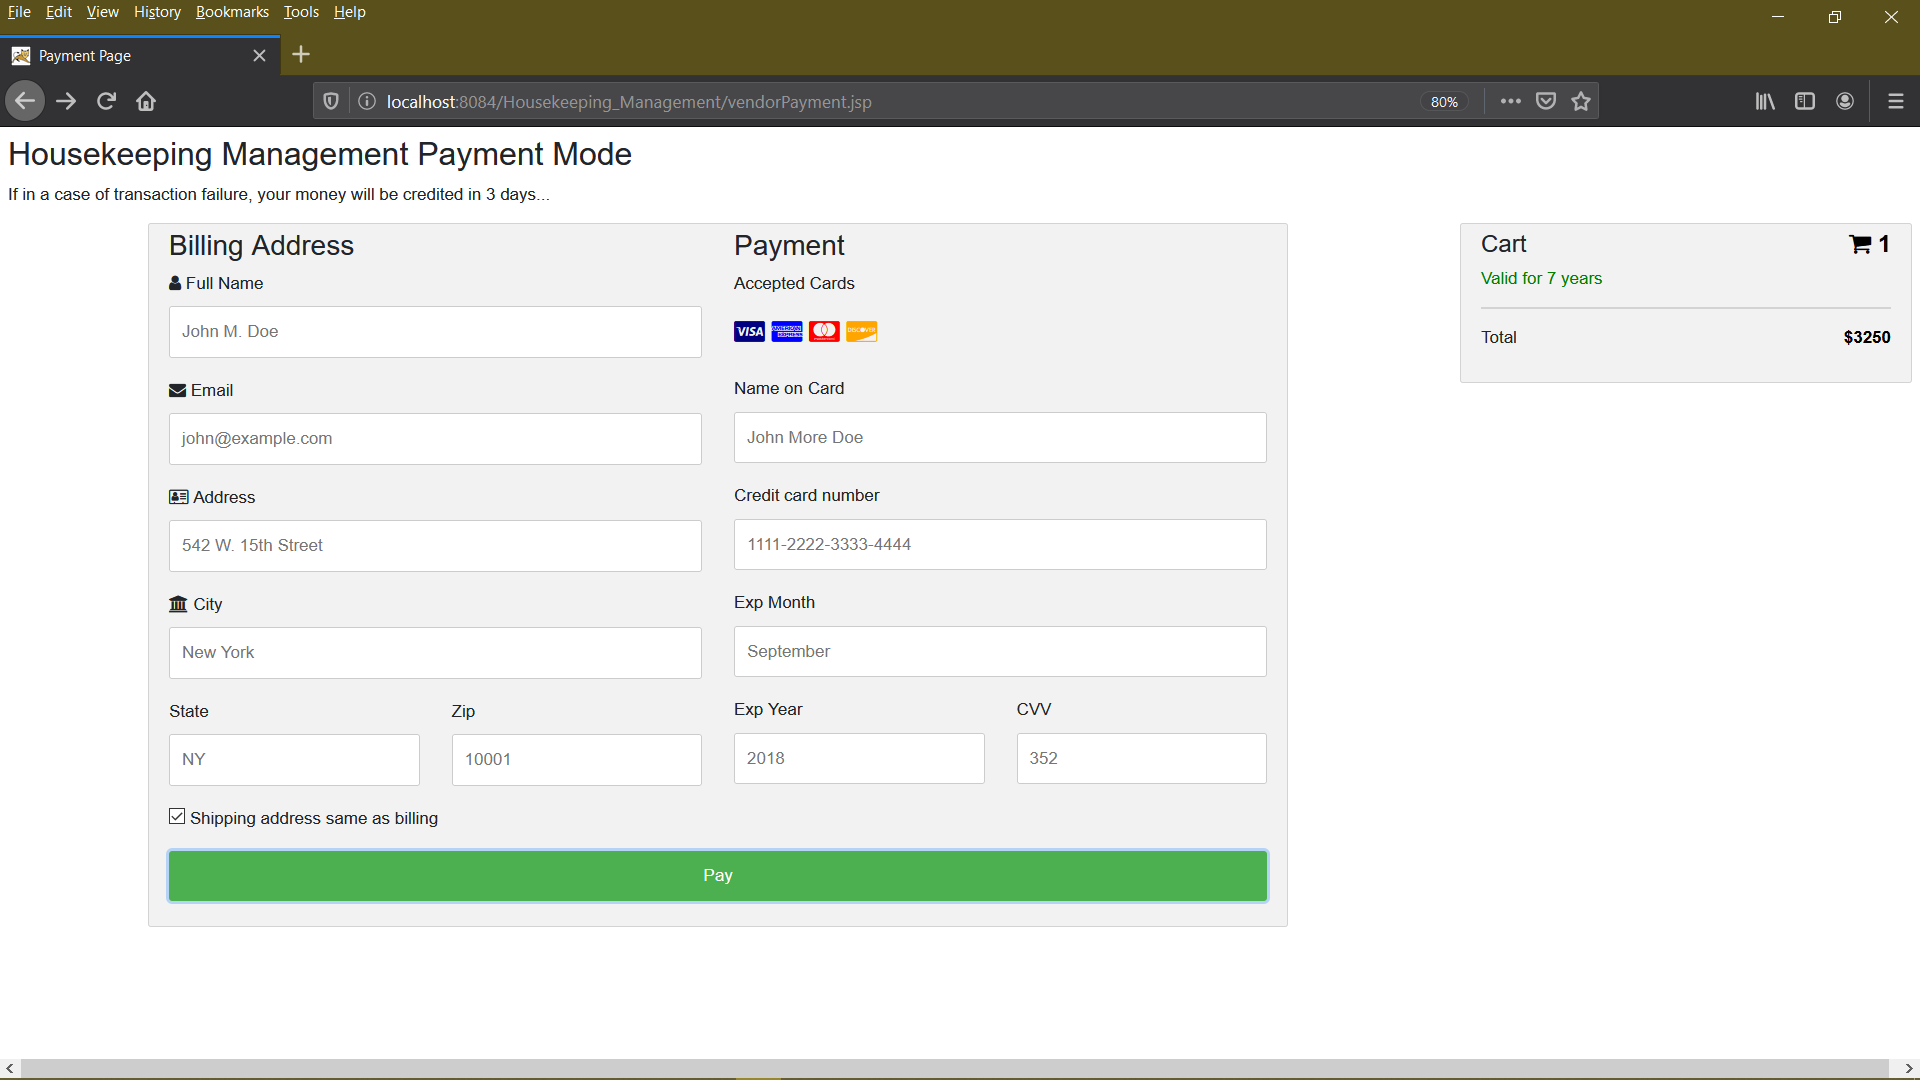 File Edit View History Bookmarks Tools Help
Payment Page
localhost:8084/Housekeeping_Management/vendorPayment.jsp
80%
Housekeeping Management Payment Mode
If in a case of transaction failure, your money will be credited in 3 days...
Billing Address
Full Name
John M. Doe
Email
john@example.com
Address
542 W. 15th Street
City
New York
State Zip
NY 10001
Shipping address same as billing
Payment
Accepted Cards
VISA AMERICAN EXPRESS DISCOVER
Name on Card
John More Doe
Credit card number
1111-2222-3333-4444
Exp Month
September
Exp Year CVV
2018 352
Pay
Cart 1
Valid for 7 years
Total $3250